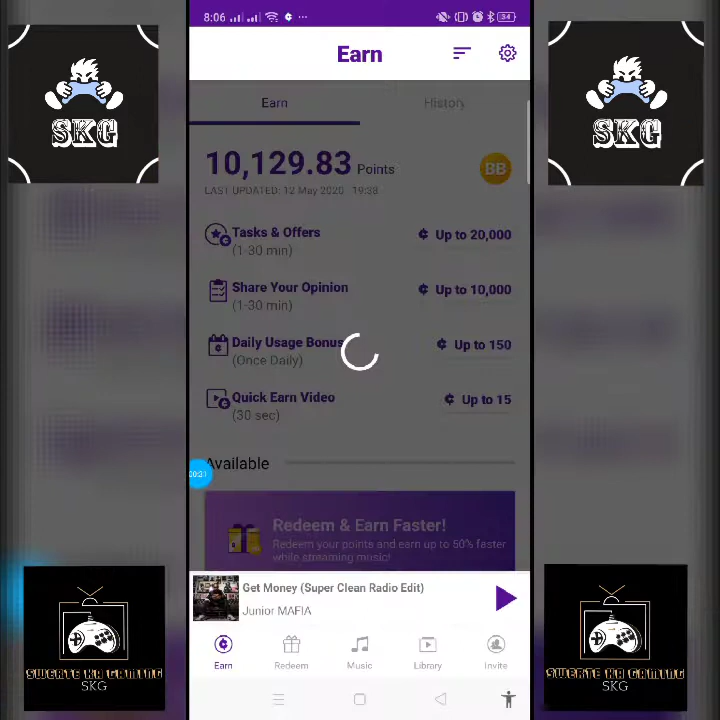 8:06
34
Earn
Earn
History
10,129.83 Points
BB
LAST UPDATED: 12 May 2020 19:38
Tasks & Offers
(1-30 min)
Up to 20,000
Share Your Opinion
(1-30 min)
Up to 10,000
Daily Usage Bonus
(Once Daily)
Up to 150
Quick Earn Video
(30 sec)
Up to 15
00:31
Available
Redeem & Earn Faster!
Redeem your points and earn up to 50% faster
while streaming music!
Get Money (Super Clean Radio Edit)
Junior MAFIA
Earn
Redeem
Music
Library
Invite
SKG
SKG
SWERTE KA GAMING
SKG
SWERTE KA GAMING
SKG